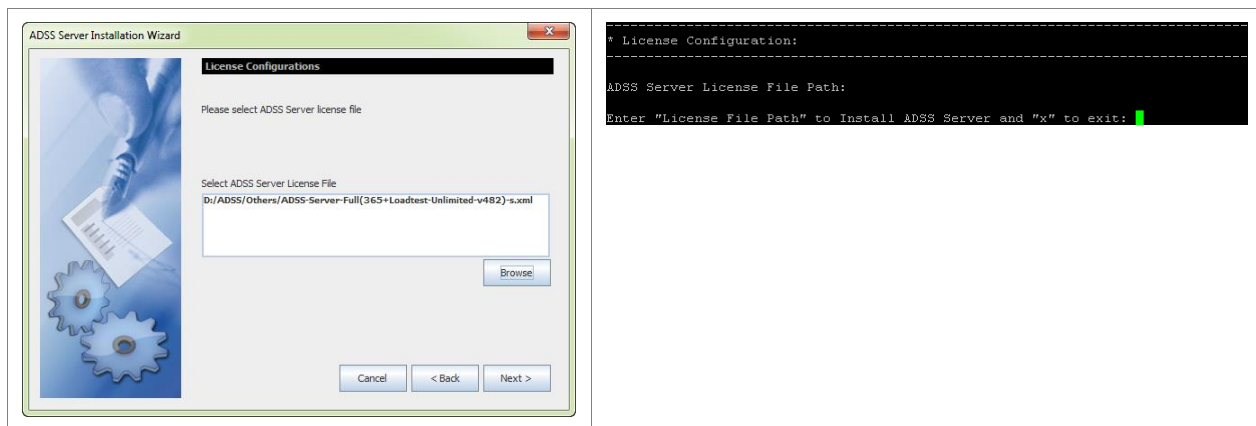 ADSS Server Installation Wizard
License Configurations
Please select ADSS Server license file
Select ADSS Server License File
D:/ADSS/Others/ADSS-Server-Full(365+Loadtest-Unlimited-v482)-s.xml
Browse
Cancel
< Back
Next >
* License Configuration:
ADSS Server License File Path:
Enter "License File Path" to Install ADSS Server and "x" to exit: